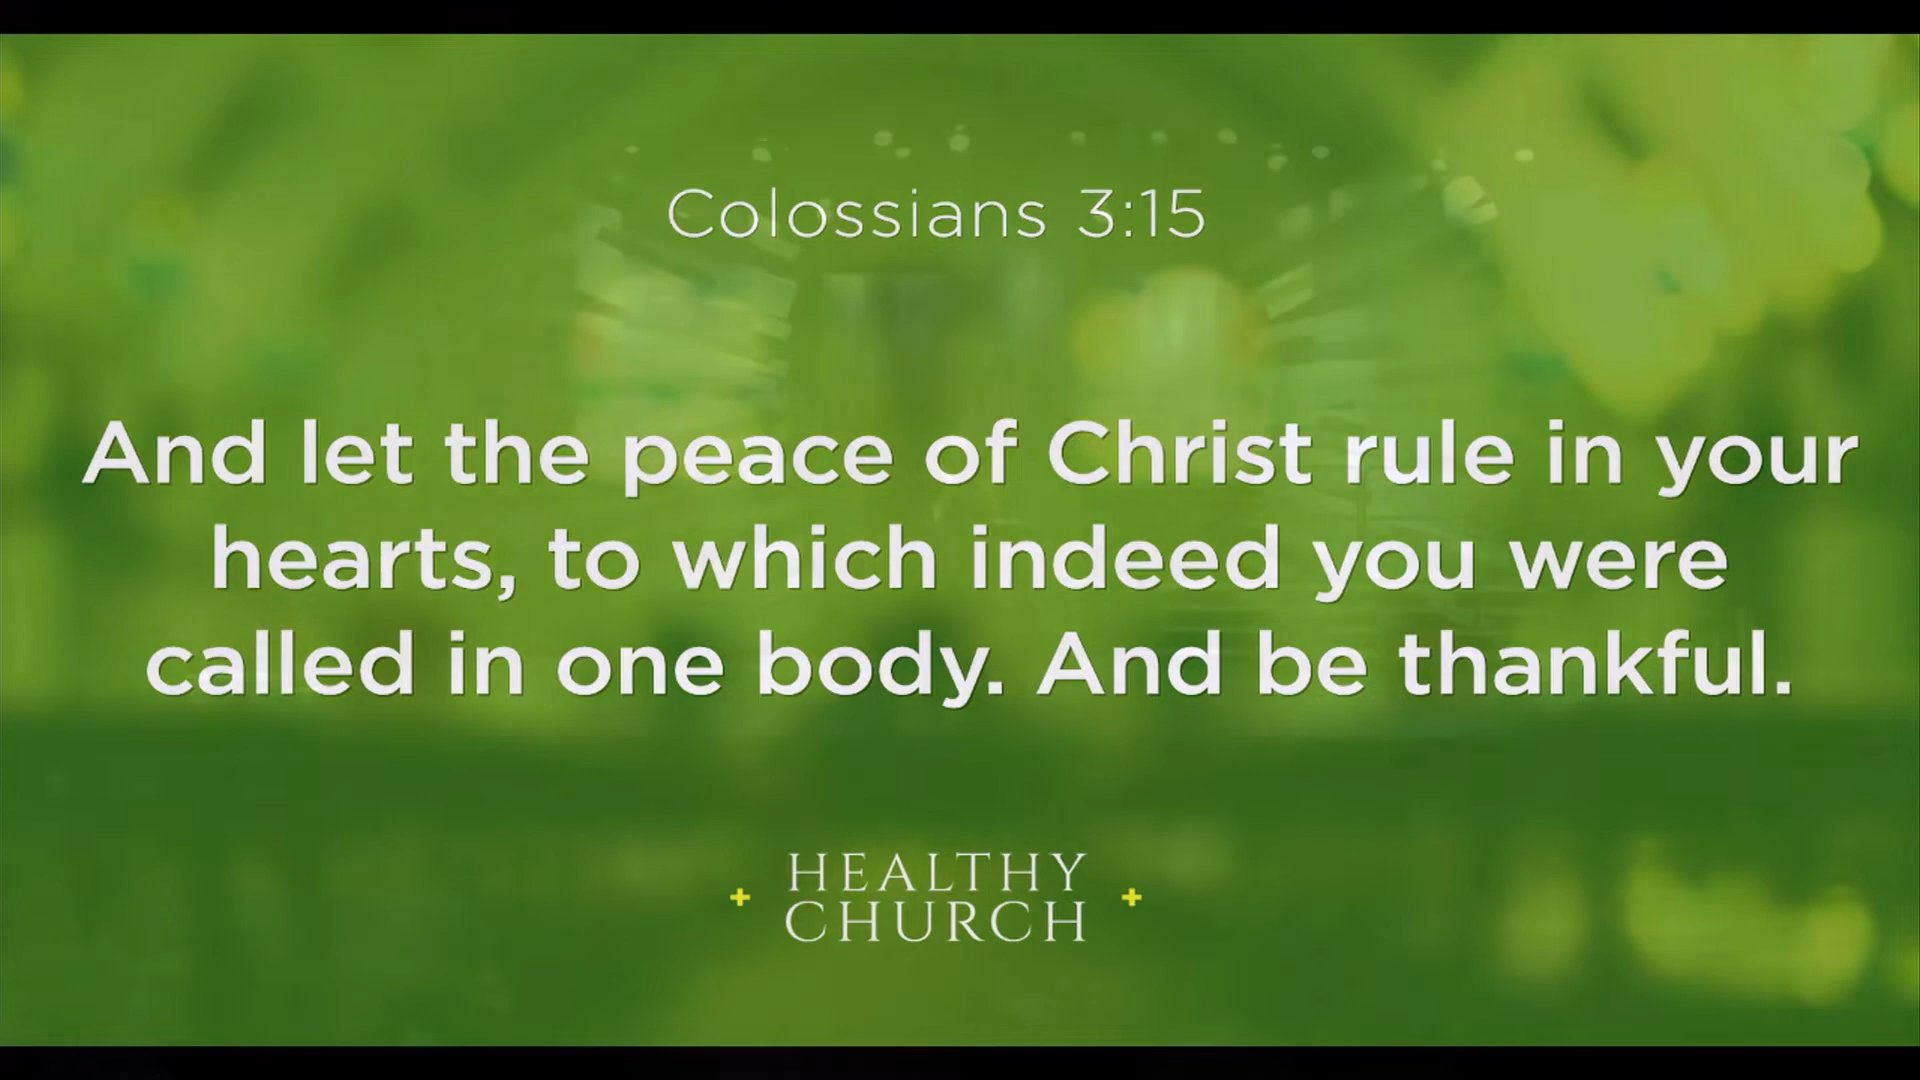 Colossians 3:15
And let the peace of Christ rule in your
hearts, to which indeed you were
called in one body. And be thankful.
HEALTHY
CHURCH